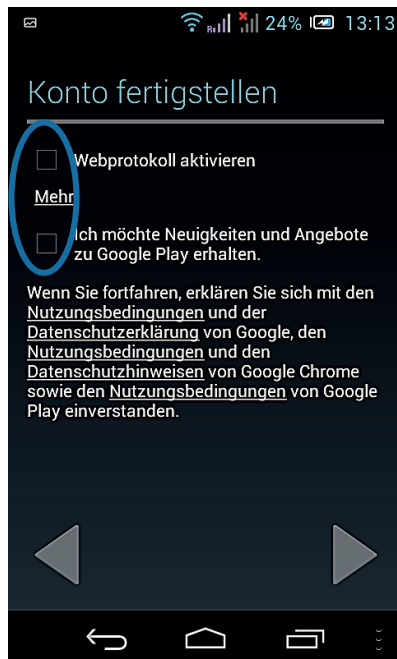 24% 13:13
Konto fertigstellen
Webprotokoll aktivieren
Mehr
Ich möchte Neuigkeiten und Angebote
zu Google Play erhalten.
Wenn Sie fortfahren, erklären Sie sich mit den
Nutzungsbedingungen und der
Datenschutzerklärung von Google, den
Nutzungsbedingungen und den
Datenschutzhinweisen von Google Chrome
sowie den Nutzungsbedingungen von Google
Play einverstanden.